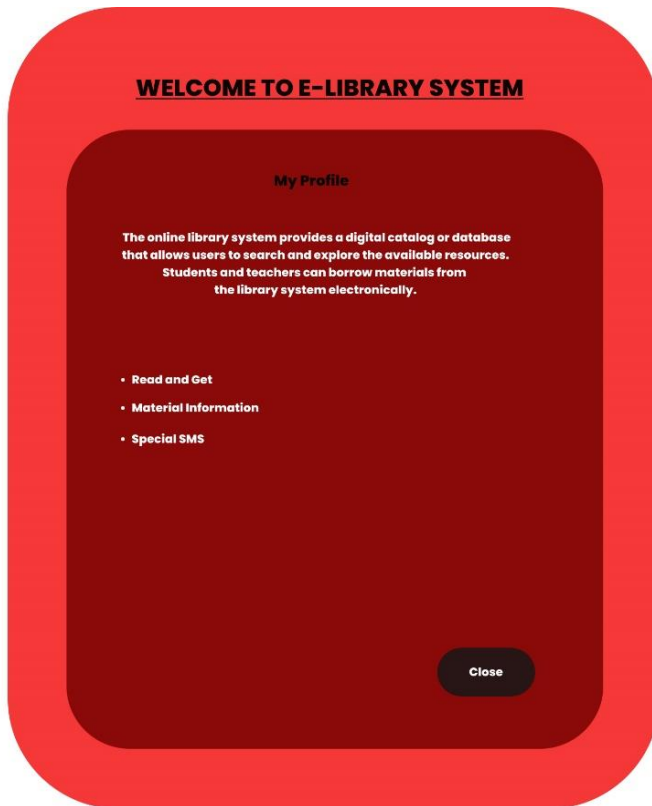 WELCOME TO E-LIBRARY SYSTEM
My Profile
The online library system provides a digital catalog or database
that allows users to search and explore the available resources.
Students and teachers can borrow materials from
the library system electronically.
• Read and Get
• Material Information
• Special SMS
Close